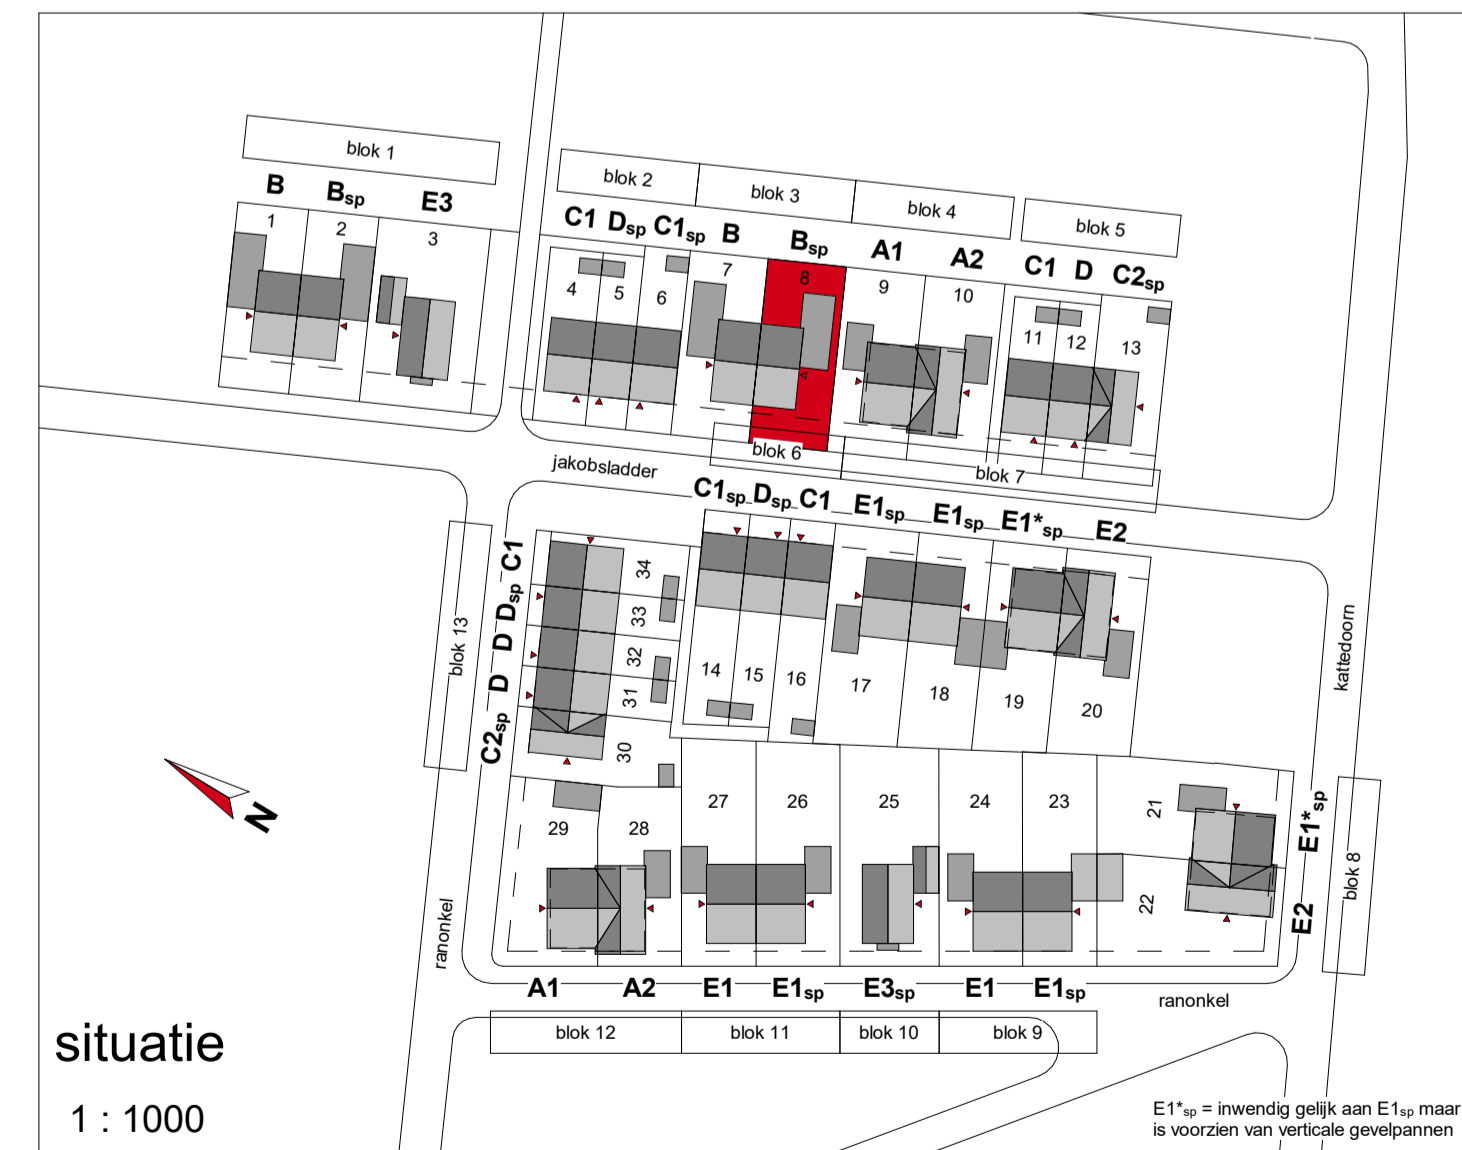 blok 1
B Bsp E3
1 2 3
blok 2 blok 3 blok 4 blok 5
C1 Dsp C1sp B Bsp A1 A2 C1 D C2sp
4 5 6 7 8 9 10 11 12 13
jakobsladder
blok 6 blok 7
C1sp Dsp C1 E1sp E1sp E1*sp E2
14 15 16 17 18 19 20
blok 13
C2sp D D Dsp C1
34
33
32
31
30
kattedoorn
29 28 27 26 25 24 23
21
22
E2 E1*sp
blok 8
N
ranonkel
A1 A2 E1 E1sp E3sp E1 E1sp
ranonkel
blok 12 blok 11 blok 10 blok 9
situatie
1 : 1000
E1*sp = inwendig gelijk aan E1sp maar
is voorzien van verticale gevelpannen